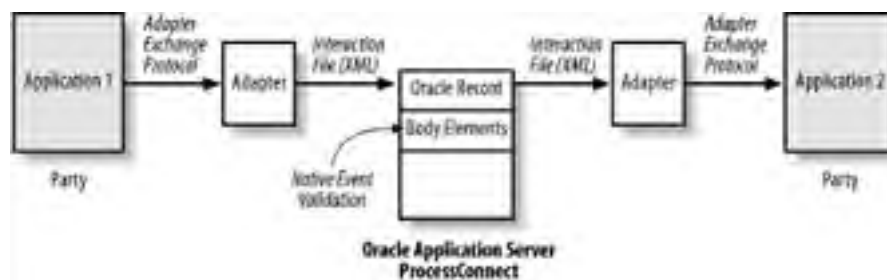 Adapter
Exchange
Protocol
Interaction
File (XML)
Interaction
File (XML)
Adapter
Exchange
Protocol
Application 1
Adapter
Oracle Record
Adapter
Application 2
Body Elements
Party
Native Event
Validation
Party
Oracle Application Server
ProcessConnect